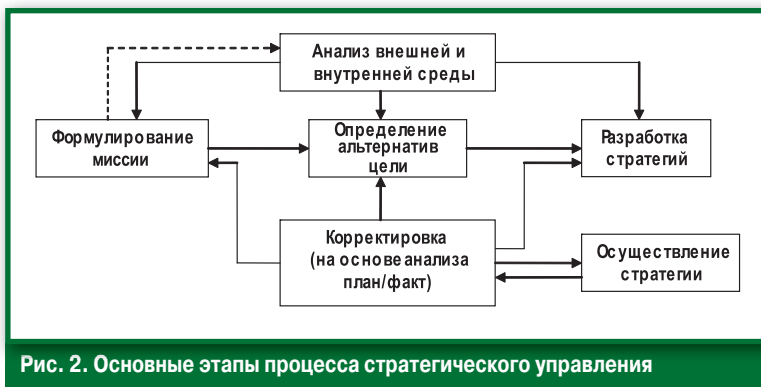 Анализ внешней и
внутренней среды
Формулирование
миссии
Определение
альтернатив
цели
Разработка
стратегий
Корректировка
(на основе анализа
план/факт)
Осуществление
стратегии
Рис. 2. Основные этапы процесса стратегического управления